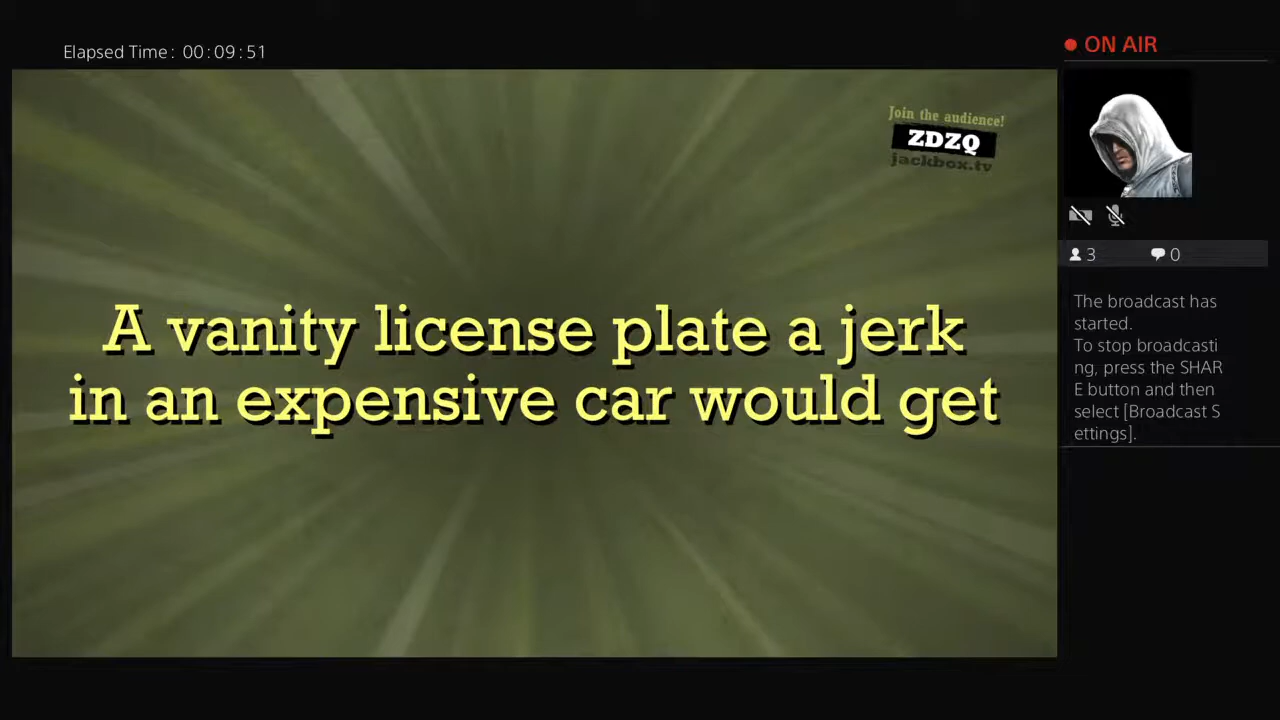 Elapsed Time: 00:09:51
ON AIR
Join the audience!
ZDZQ
jackbox.tv
3
0
A vanity license plate a jerk
in an expensive car would get
The broadcast has
started.
To stop broadcasti
ng, press the SHAR
E button and then
select [Broadcast S
ettings].